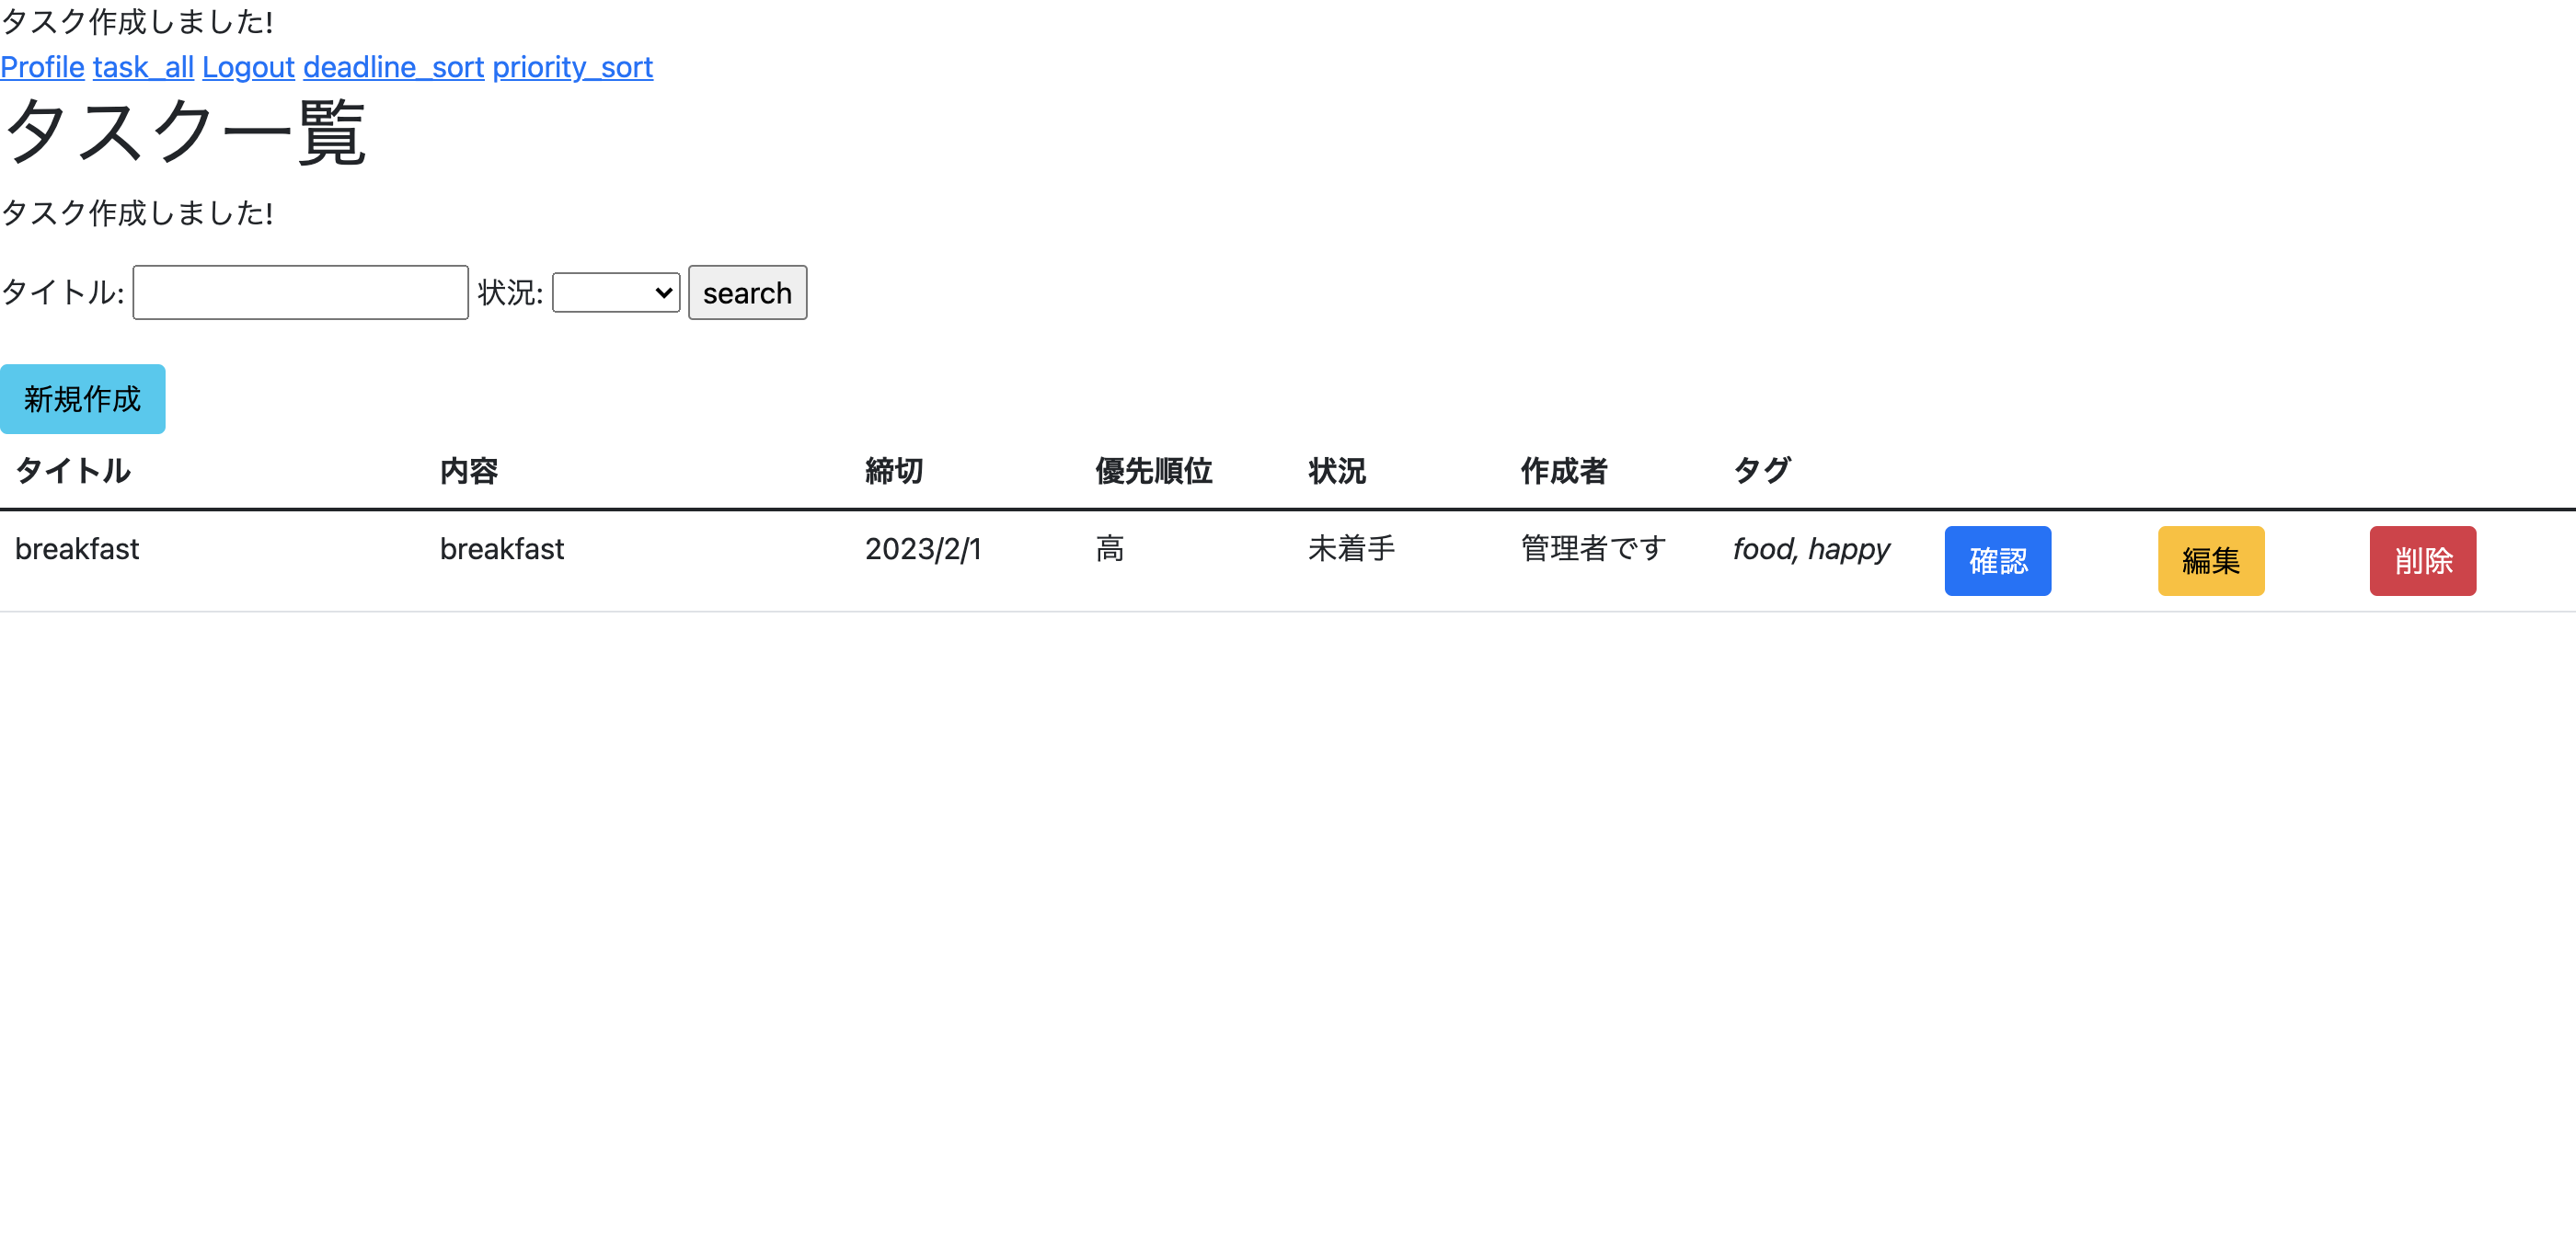 タスク作成しました!
Profile task_all Logout deadline_sort priority_sort
タスク一覧
タスク作成しました!
タイトル: 状況: search
新規作成
タイトル 内容 締切 優先順位 状況 作成者 タグ
breakfast breakfast 2023/2/1 高 未着手 管理者です food, happy 確認 編集 削除